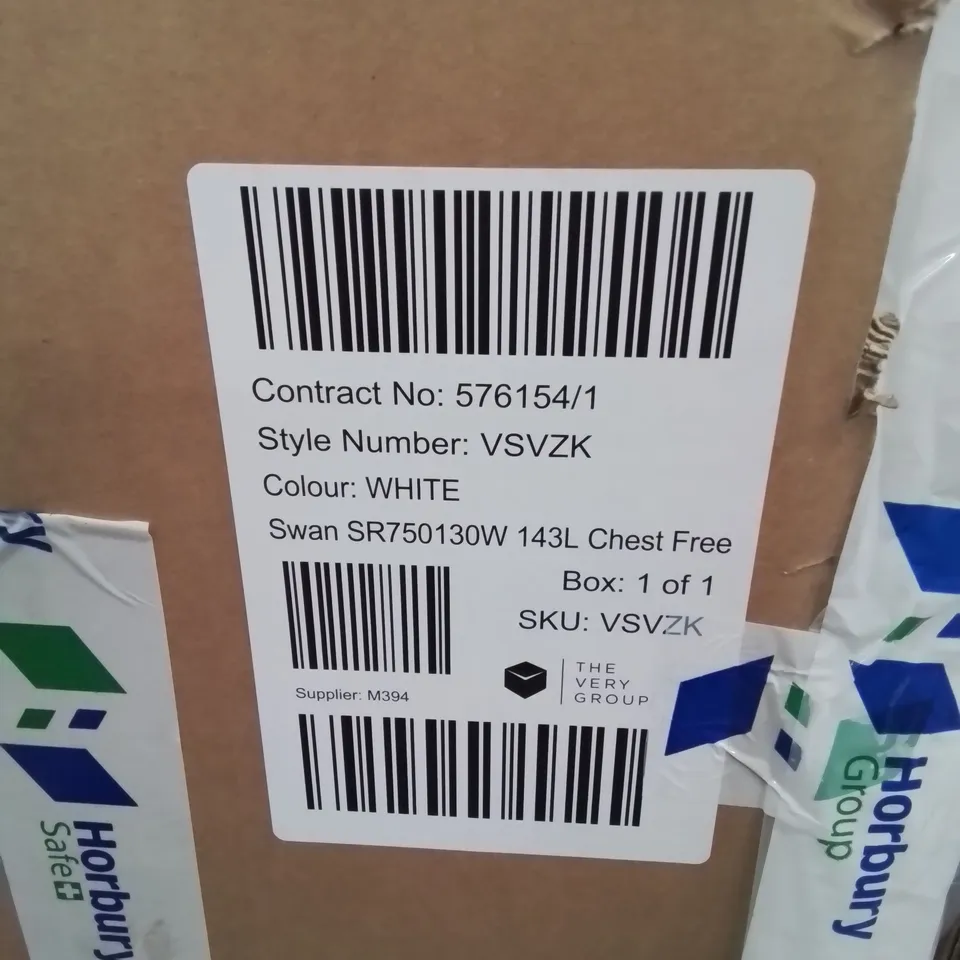 Contract No: 576154/1
Style Number: VSVZK
Colour: WHITE
Swan SR750130W 143L Chest Free
Box: 1 of 1
SKU: VSVZK
Supplier: M394
THE
VERY
GROUP
Horbury
Safe
Horbury
Group